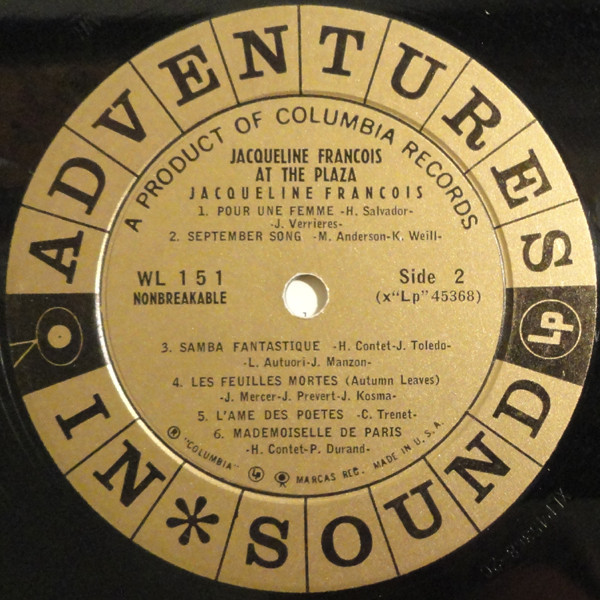 ADVENTURES
IN * SOUND
Lp
A PRODUCT OF COLUMBIA RECORDS
JACQUELINE FRANCOIS
AT THE PLAZA
JACQUELINE FRANCOIS
1. POUR UNE FEMME -H. Salvador-
-J. Verrieres-
2. SEPTEMBER SONG -M. Anderson-K. Weill-
WL 151
NONBREAKABLE
Side 2
(x"Lp" 45368)
3. SAMBA FANTASTIQUE -H. Contet-J. Toledo-
-L. Autuori-J. Manzon-
4. LES FEUILLES MORTES (Autumn Leaves)
-J. Mercer-J. Prevert-J. Kosma-
5. L'AME DES POETES -C. Trenet-
6. MADEMOISELLE DE PARIS
-H. Contet-P. Durand-
Ⓟ "COLUMBIA" Lp MARCAS REG. MADE IN U. S. A.